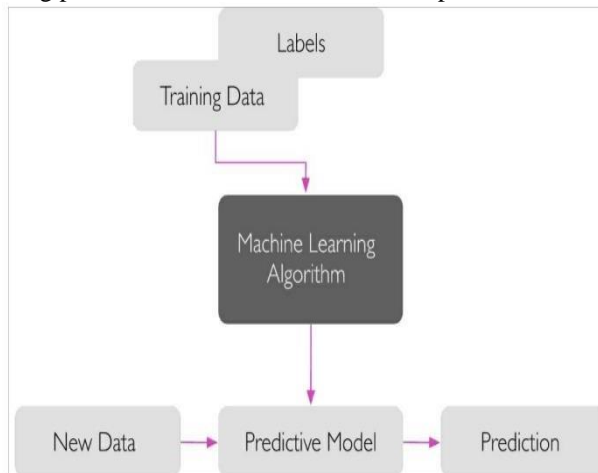 Labels
Training Data
Machine Learning
Algorithm
New Data
Predictive Model
Prediction